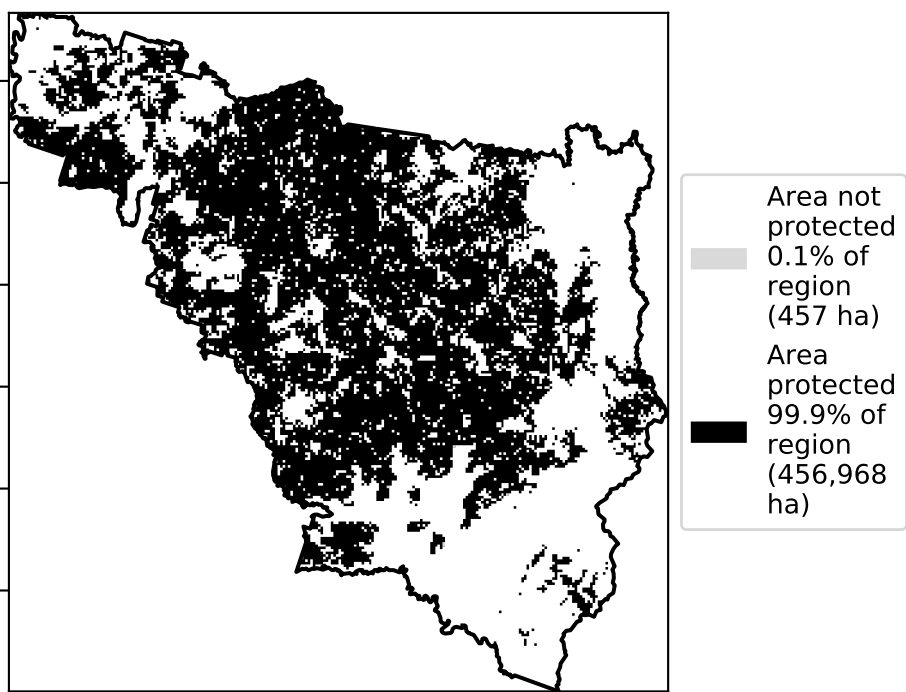 Area not
protected
0.1% of
region
(457 ha)
Area
protected
99.9% of
region
(456,968
ha)